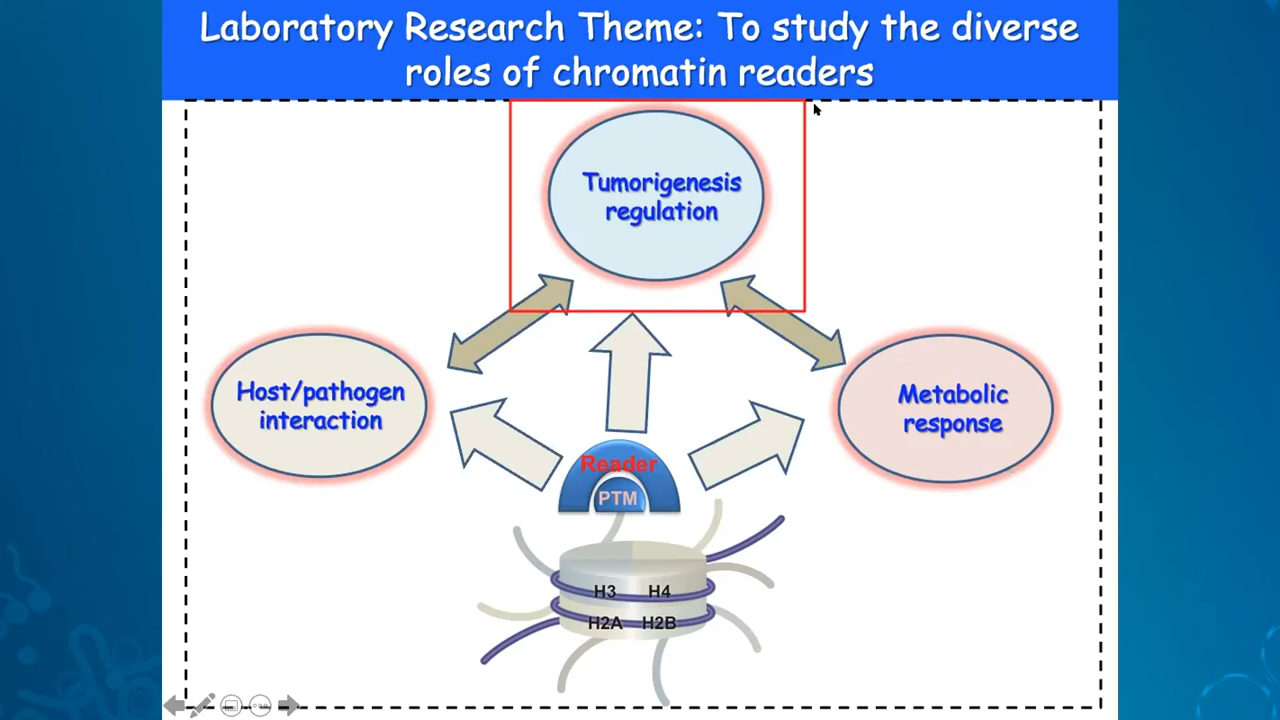 Laboratory Research Theme: To study the diverse
roles of chromatin readers
Tumorigenesis
regulation
Host/pathogen
interaction
Metabolic
response
Reader
PTM
H3 H4
H2A H2B